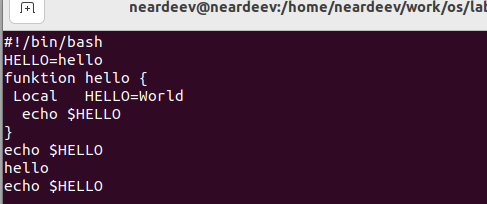 neardeev@neardeev:/home/neardeev/work/os/lab
#!/bin/bash
HELLO=hello
funktion hello {
 Local   HELLO=World
  echo $HELLO
}
echo $HELLO
hello
echo $HELLO